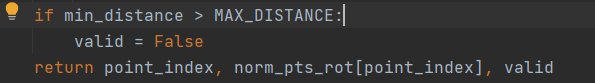 if min_distance > MAX_DISTANCE:
    valid = False
return point_index, norm_pts_rot[point_index], valid